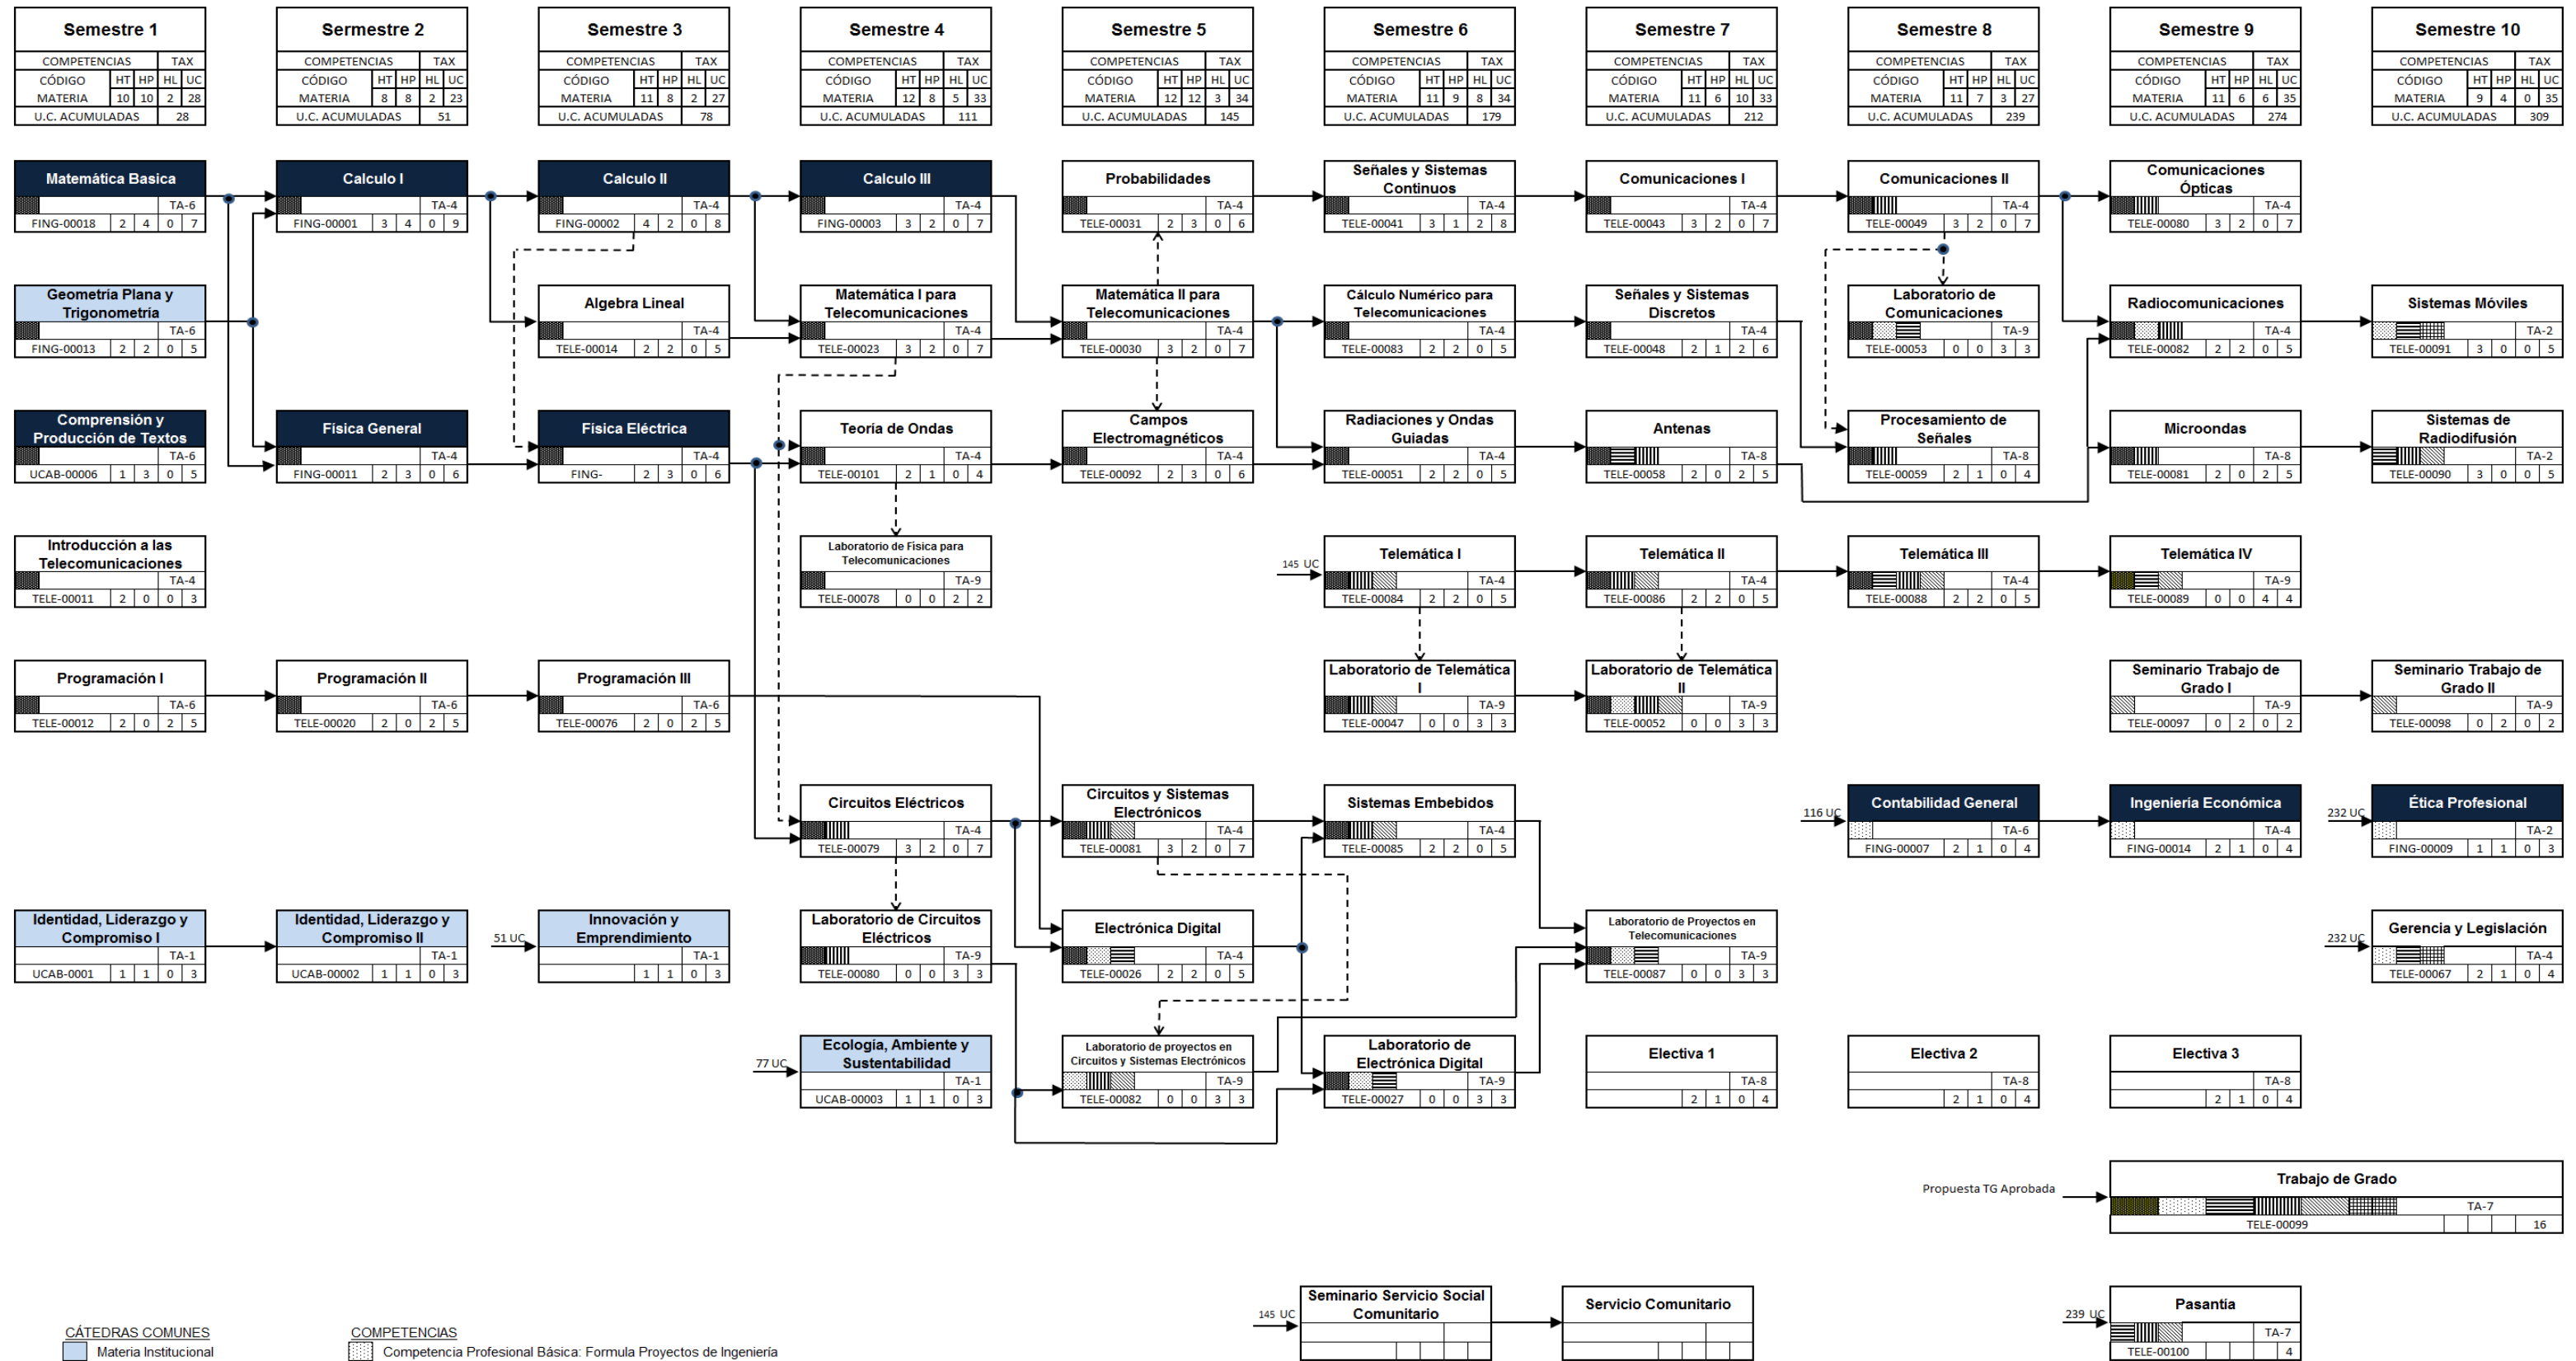 Semestre 1
COMPETENCIAS TAX
CÓDIGO HT HP HL UC
MATERIA 10 10 2 28
U.C. ACUMULADAS 28
Sermestre 2
COMPETENCIAS TAX
CÓDIGO HT HP HL UC
MATERIA 8 8 2 23
U.C. ACUMULADAS 51
Semestre 3
COMPETENCIAS TAX
CÓDIGO HT HP HL UC
MATERIA 11 8 2 27
U.C. ACUMULADAS 78
Semestre 4
COMPETENCIAS TAX
CÓDIGO HT HP HL UC
MATERIA 12 8 5 33
U.C. ACUMULADAS 111
Semestre 5
COMPETENCIAS TAX
CÓDIGO HT HP HL UC
MATERIA 12 12 3 34
U.C. ACUMULADAS 145
Semestre 6
COMPETENCIAS TAX
CÓDIGO HT HP HL UC
MATERIA 11 9 8 34
U.C. ACUMULADAS 179
Semestre 7
COMPETENCIAS TAX
CÓDIGO HT HP HL UC
MATERIA 11 6 10 33
U.C. ACUMULADAS 212
Semestre 8
COMPETENCIAS TAX
CÓDIGO HT HP HL UC
MATERIA 11 7 3 27
U.C. ACUMULADAS 239
Semestre 9
COMPETENCIAS TAX
CÓDIGO HT HP HL UC
MATERIA 11 6 6 35
U.C. ACUMULADAS 274
Semestre 10
COMPETENCIAS TAX
CÓDIGO HT HP HL UC
MATERIA 9 4 0 35
U.C. ACUMULADAS 309
Matemática Basica
TA-6
FING-00018 2 4 0 7
Calculo I
TA-4
FING-00001 3 4 0 9
Calculo II
TA-4
FING-00002 4 2 0 8
Calculo III
TA-4
FING-00003 3 2 0 7
Probabilidades
TA-4
TELE-00031 2 3 0 6
Señales y Sistemas
Continuos
TA-4
TELE-00041 3 1 2 8
Comunicaciones I
TA-4
TELE-00043 3 2 0 7
Comunicaciones II
TA-4
TELE-00049 3 2 0 7
Comunicaciones
Ópticas
TA-4
TELE-00080 3 2 0 7
Geometría Plana y
Trigonometría
TA-6
FING-00013 2 2 0 5
Algebra Lineal
TA-4
TELE-00014 2 2 0 5
Matemática I para
Telecomunicaciones
TA-4
TELE-00023 3 2 0 7
Matemática II para
Telecomunicaciones
TA-4
TELE-00030 3 2 0 7
Cálculo Numérico para
Telecomunicaciones
TA-4
TELE-00083 2 2 0 5
Señales y Sistemas
Discretos
TA-4
TELE-00048 2 1 2 6
Laboratorio de
Comunicaciones
TA-9
TELE-00053 0 0 3 3
Radiocomunicaciones
TA-4
TELE-00082 2 2 0 5
Sistemas Móviles
TA-2
TELE-00091 3 0 0 5
Comprensión y
Producción de Textos
TA-6
UCAB-00006 1 3 0 5
Física General
TA-4
FING-00011 2 3 0 6
Física Eléctrica
TA-4
FING- 2 3 0 6
Teoría de Ondas
TA-4
TELE-00101 2 1 0 4
Campos
Electromagnéticos
TA-4
TELE-00092 2 3 0 6
Radiaciones y Ondas
Guiadas
TA-4
TELE-00051 2 2 0 5
Antenas
TA-8
TELE-00058 2 0 2 5
Procesamiento de
Señales
TA-8
TELE-00059 2 1 0 4
Microondas
TA-8
TELE-00081 2 0 2 5
Sistemas de
Radiodifusión
TA-2
TELE-00090 3 0 0 5
Introducción a las
Telecomunicaciones
TA-4
TELE-00011 2 0 0 3
Laboratorio de Física para
Telecomunicaciones
TA-9
TELE-00078 0 0 2 2
145 UC
Telemática I
TA-4
TELE-00084 2 2 0 5
Telemática II
TA-4
TELE-00086 2 2 0 5
Telemática III
TA-4
TELE-00088 2 2 0 5
Telemática IV
TA-9
TELE-00089 0 0 4 4
Programación I
TA-6
TELE-00012 2 0 2 5
Programación II
TA-6
TELE-00020 2 0 2 5
Programación III
TA-6
TELE-00076 2 0 2 5
Laboratorio de Telemática
I
TA-9
TELE-00047 0 0 3 3
Laboratorio de Telemática
II
TA-9
TELE-00052 0 0 3 3
Seminario Trabajo de
Grado I
TA-9
TELE-00097 0 2 0 2
Seminario Trabajo de
Grado II
TA-9
TELE-00098 0 2 0 2
Circuitos Eléctricos
TA-4
TELE-00079 3 2 0 7
Circuitos y Sistemas
Electrónicos
TA-4
TELE-00081 3 2 0 7
Sistemas Embebidos
TA-4
TELE-00085 2 2 0 5
116 UC
Contabilidad General
TA-6
FING-00007 2 1 0 4
Ingeniería Económica
TA-4
FING-00014 2 1 0 4
232 UC
Ética Profesional
TA-2
FING-00009 1 1 0 3
Identidad, Liderazgo y
Compromiso I
TA-1
UCAB-0001 1 1 0 3
Identidad, Liderazgo y
Compromiso II
TA-1
UCAB-00002 1 1 0 3
51 UC
Innovación y
Emprendimiento
TA-1
1 1 0 3
Laboratorio de Circuitos
Eléctricos
TA-9
TELE-00080 0 0 3 3
Electrónica Digital
TA-4
TELE-00026 2 2 0 5
Laboratorio de Proyectos en
Telecomunicaciones
TA-9
TELE-00087 0 0 3 3
232 UC
Gerencia y Legislación
TA-4
TELE-00067 2 1 0 4
77 UC
Ecología, Ambiente y
Sustentabilidad
TA-1
UCAB-00003 1 1 0 3
Laboratorio de proyectos en
Circuitos y Sistemas Electrónicos
TA-9
TELE-00082 0 0 3 3
Laboratorio de
Electrónica Digital
TA-9
TELE-00027 0 0 3 3
Electiva 1
TA-8
2 1 0 4
Electiva 2
TA-8
2 1 0 4
Electiva 3
TA-8
2 1 0 4
Propuesta TG Aprobada
Trabajo de Grado
TA-7
TELE-00099 16
145 UC
Seminario Servicio Social
Comunitario
Servicio Comunitario
239 UC
Pasantía
TA-7
TELE-00100 4
CÁTEDRAS COMUNES
Materia Institucional
COMPETENCIAS
Competencia Profesional Básica: Formula Proyectos de Ingeniería